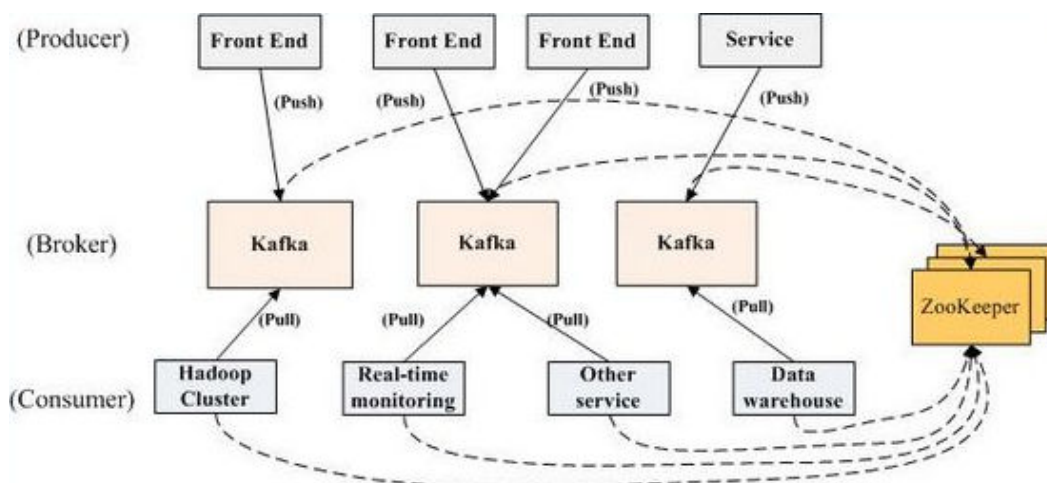 (Producer)
Front End
Front End
Front End
Service
(Push)
(Push)
(Push)
(Push)
(Broker)
Kafka
Kafka
Kafka
ZooKeeper
(Pull)
(Pull)
(Pull)
(Pull)
(Consumer)
Hadoop
Cluster
Real-time
monitoring
Other
service
Data
warehouse